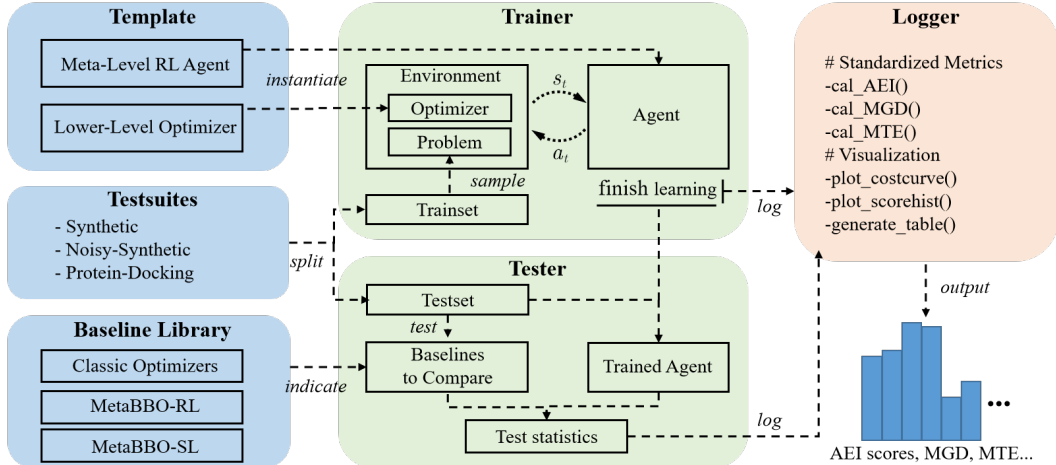 Template
Meta-Level RL Agent
Lower-Level Optimizer
instantiate
Testsuites
- Synthetic
- Noisy-Synthetic
- Protein-Docking
split
Baseline Library
Classic Optimizers
MetaBBO-RL
MetaBBO-SL
indicate
Trainer
Environment
Optimizer
Problem
sample
Trainset
s_t
a_t
Agent
finish learning
log
Tester
Testset
test
Baselines
to Compare
Trained Agent
Test statistics
log
Logger
# Standardized Metrics
-cal_AEI()
-cal_MGD()
-cal_MTE()
# Visualization
-plot_costcurve()
-plot_scorehist()
-generate_table()
output
AEI scores, MGD, MTE...